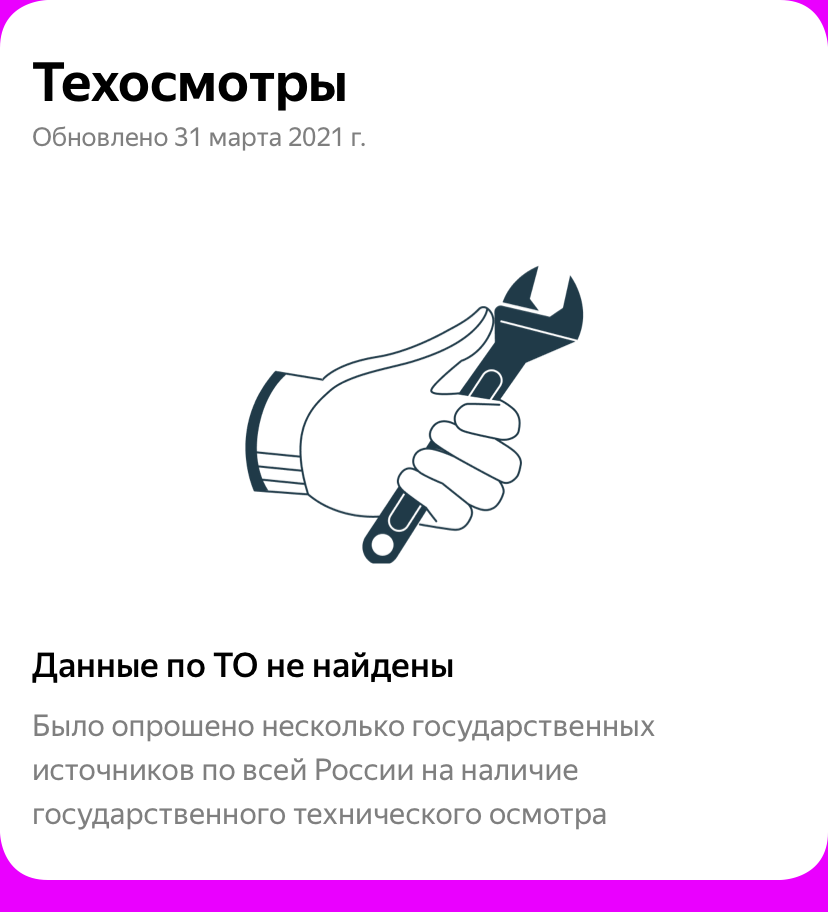 Техосмотры
Обновлено 31 марта 2021 г.
Данные по ТО не найдены
Было опрошено несколько государственных
источников по всей России на наличие
государственного технического осмотра